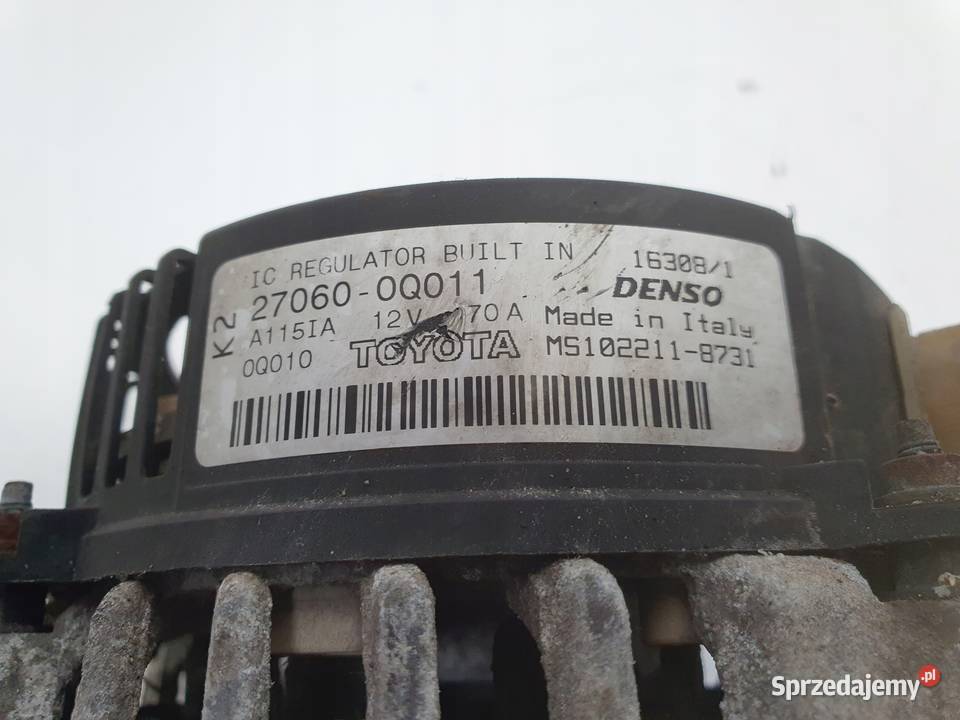 IC REGULATOR BUILT IN 16308/1
K2 27060-0Q011 DENSO
A115IA 12V 70A Made in Italy
0Q010 TOYOTA MS102211-8731
Sprzedajemy.pl